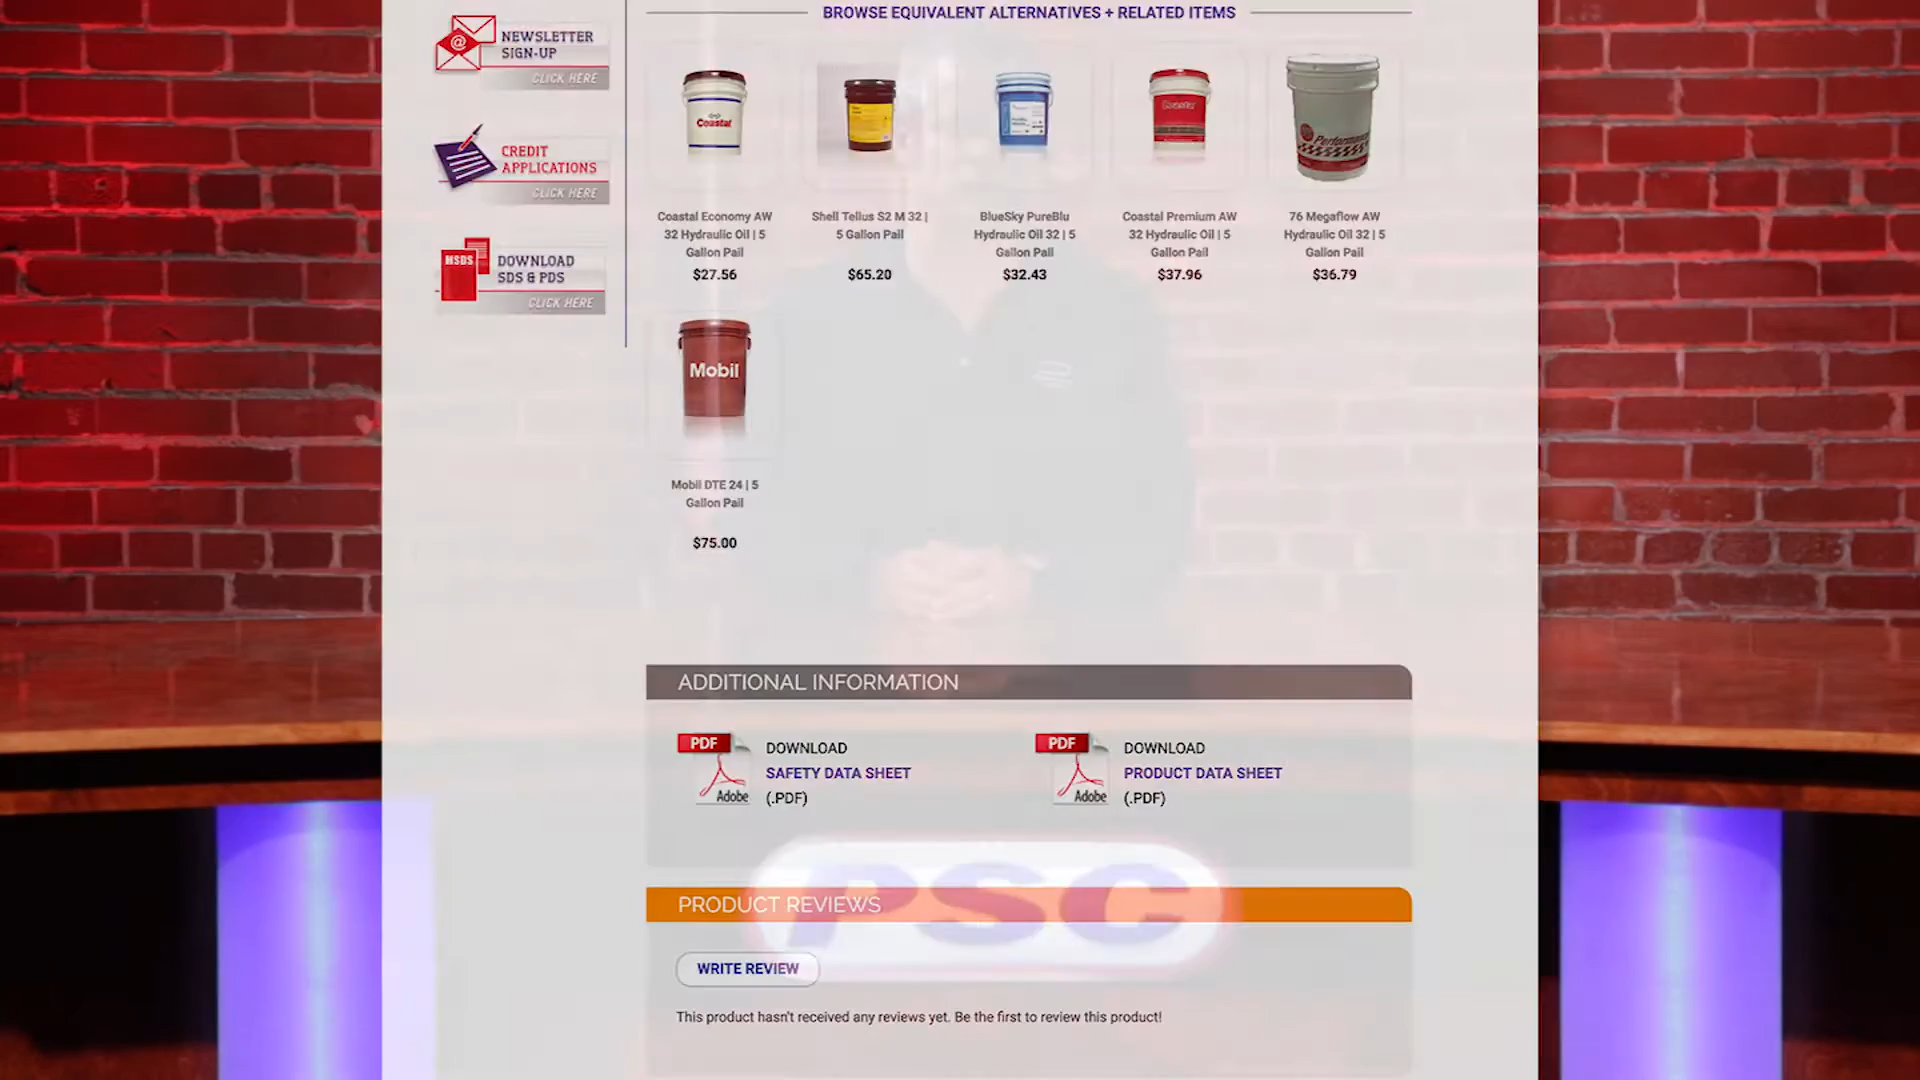 BROWSE EQUIVALENT ALTERNATIVES + RELATED ITEMS
NEWSLETTER
SIGN-UP
CLICK HERE
CREDIT
APPLICATIONS
CLICK HERE
MSDS
DOWNLOAD
SDS & PDS
CLICK HERE
Coastal
Coastal
Performance
Coastal Economy AW
32 Hydraulic Oil | 5
Gallon Pail
$27.56
Shell Tellus S2 M 32 |
5 Gallon Pail
$65.20
BlueSky PureBlu
Hydraulic Oil 32 | 5
Gallon Pail
$32.43
Coastal Premium AW
32 Hydraulic Oil | 5
Gallon Pail
$37.96
76 Megaflow AW
Hydraulic Oil 32 | 5
Gallon Pail
$36.79
Mobil
Mobil DTE 24 | 5
Gallon Pail
$75.00
ADDITIONAL INFORMATION
PDF
Adobe
DOWNLOAD
SAFETY DATA SHEET
(.PDF)
PDF
Adobe
DOWNLOAD
PRODUCT DATA SHEET
(.PDF)
PSC
PRODUCT REVIEWS
WRITE REVIEW
This product hasn't received any reviews yet. Be the first to review this product!